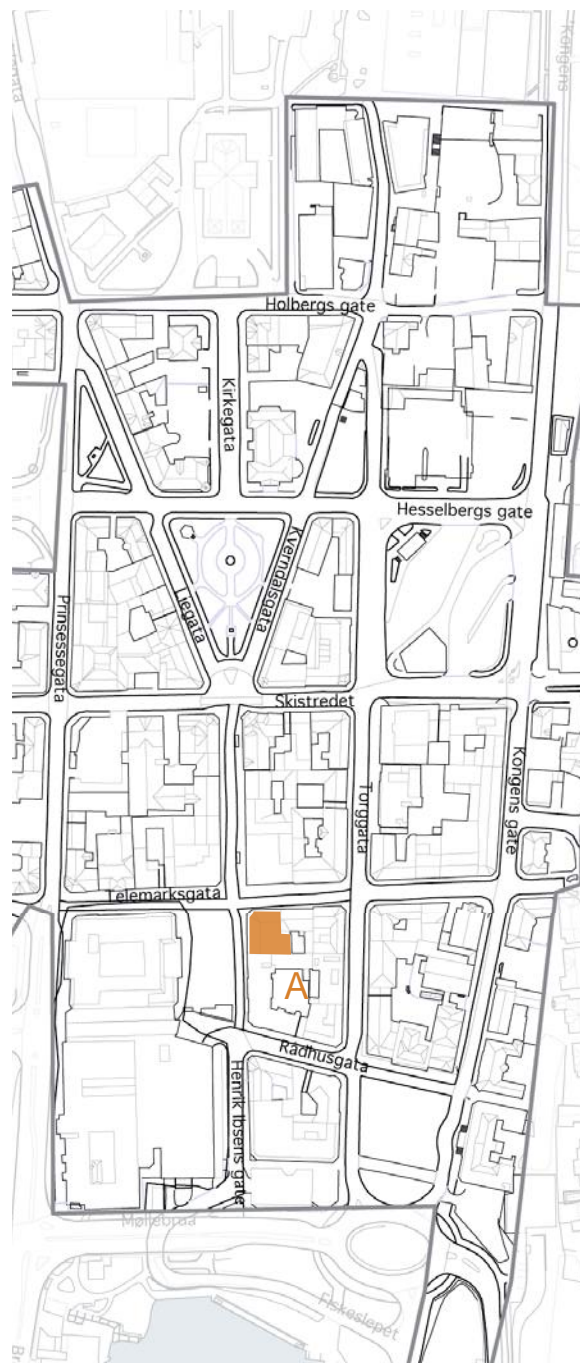 Kongens
Holbergs gate
Kirkegata
Hesselbergs gate
Kverndalsgata
Liegata
Prinsessegata
Skistredet
Torggata
Kongens gate
Telemarksgata
A
Rådhusgata
Henrik Ibsens gate
Møllebrua
Fiskeslepet